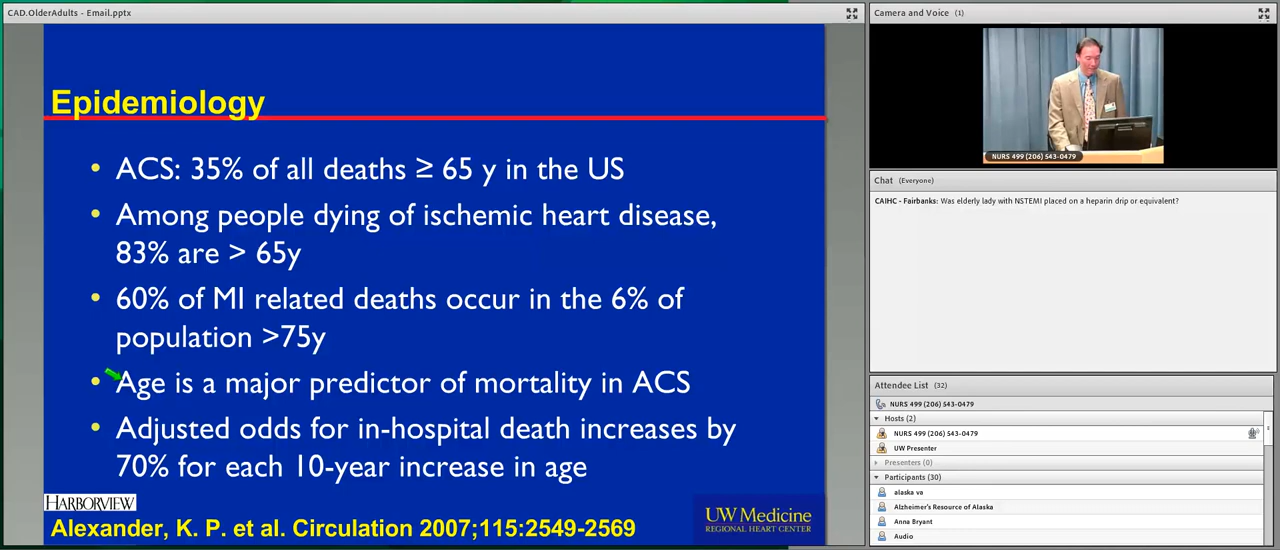 CAD.OlderAdults - Email.pptx
Epidemiology
• ACS: 35% of all deaths ≥ 65 y in the US
• Among people dying of ischemic heart disease,
83% are > 65y
• 60% of MI related deaths occur in the 6% of
population >75y
• Age is a major predictor of mortality in ACS
• Adjusted odds for in-hospital death increases by
70% for each 10-year increase in age
HARBORVIEW
UW Medicine
REGIONAL HEART CENTER
Alexander, K. P. et al. Circulation 2007;115:2549-2569
Camera and Voice (1)
NURS 499 (206) 543-0479
Chat (Everyone)
CAIHC - Fairbanks: Was elderly lady with NSTEMI placed on a heparin drip or equivalent?
Attendee List (32)
NURS 499 (206) 543-0479
Hosts (2)
NURS 499 (206) 543-0479
UW Presenter
Presenters (0)
Participants (30)
alaska va
Alzheimer's Resource of Alaska
Anna Bryant
Audio